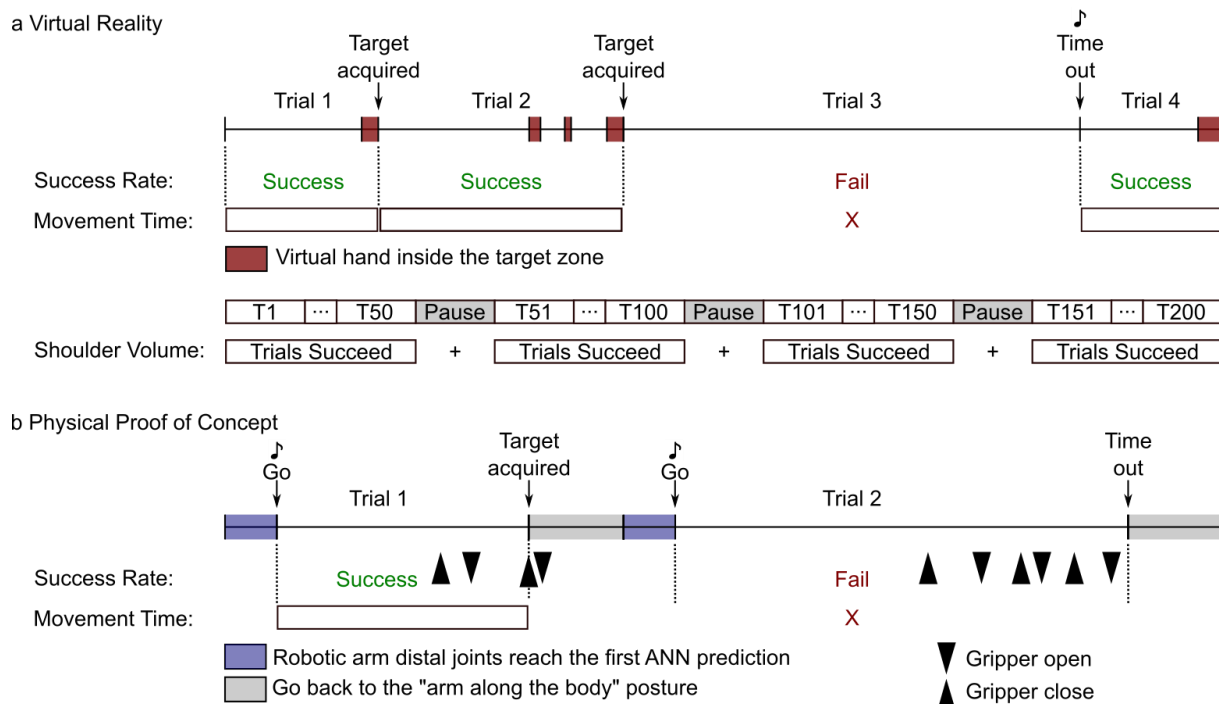 a Virtual Reality
♪
Target acquired
Target acquired
Time out
Trial 1
Trial 2
Trial 3
Trial 4
Success Rate:
Success
Success
Fail
Success
Movement Time:
X
Virtual hand inside the target zone
T1 ... T50 Pause T51 ... T100 Pause T101 ... T150 Pause T151 ... T200
Shoulder Volume:
Trials Succeed + Trials Succeed + Trials Succeed + Trials Succeed
b Physical Proof of Concept
♪
Go
Target acquired
♪
Go
Time out
Trial 1
Trial 2
Success Rate:
Success
Fail
Movement Time:
X
Robotic arm distal joints reach the first ANN prediction
Go back to the "arm along the body" posture
Gripper open
Gripper close